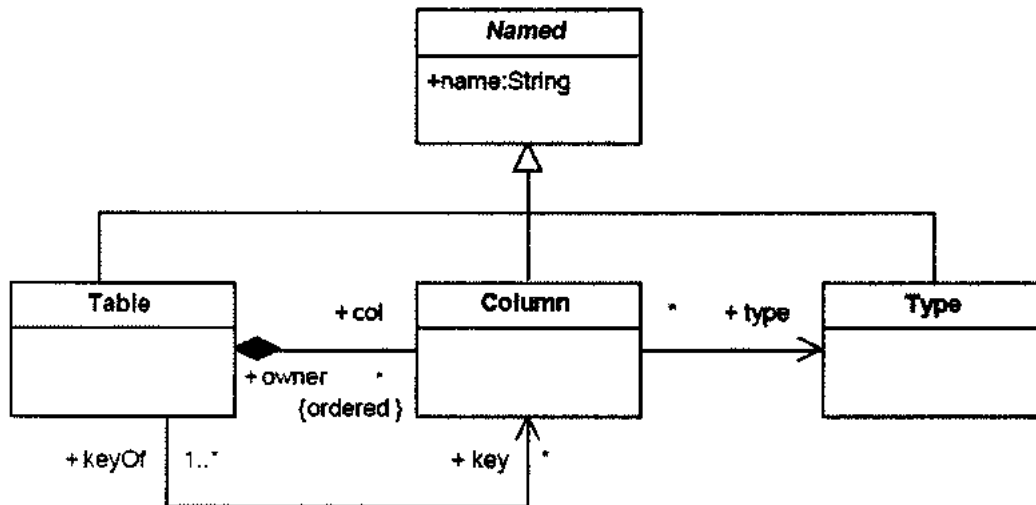 Named
+name:String
Table
+ col
Column
*
+ type
Type
+ owner
*
{ordered }
+ keyOf
1..*
+ key
*